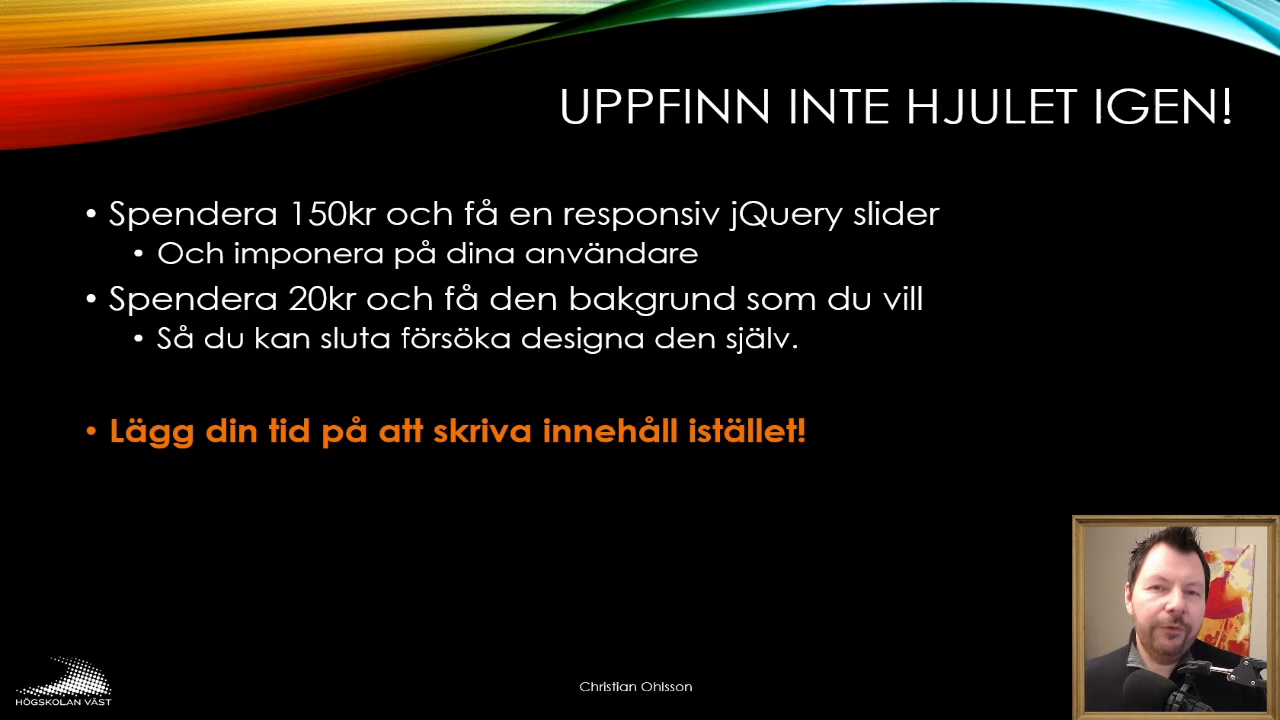 UPPFINN INTE HJULET IGEN!
• Spendera 150kr och få en responsiv jQuery slider
• Och imponera på dina användare
• Spendera 20kr och få den bakgrund som du vill
• Så du kan sluta försöka designa den själv.
• Lägg din tid på att skriva innehåll istället!
HÖGSKOLAN VÄST
Christian Ohlsson